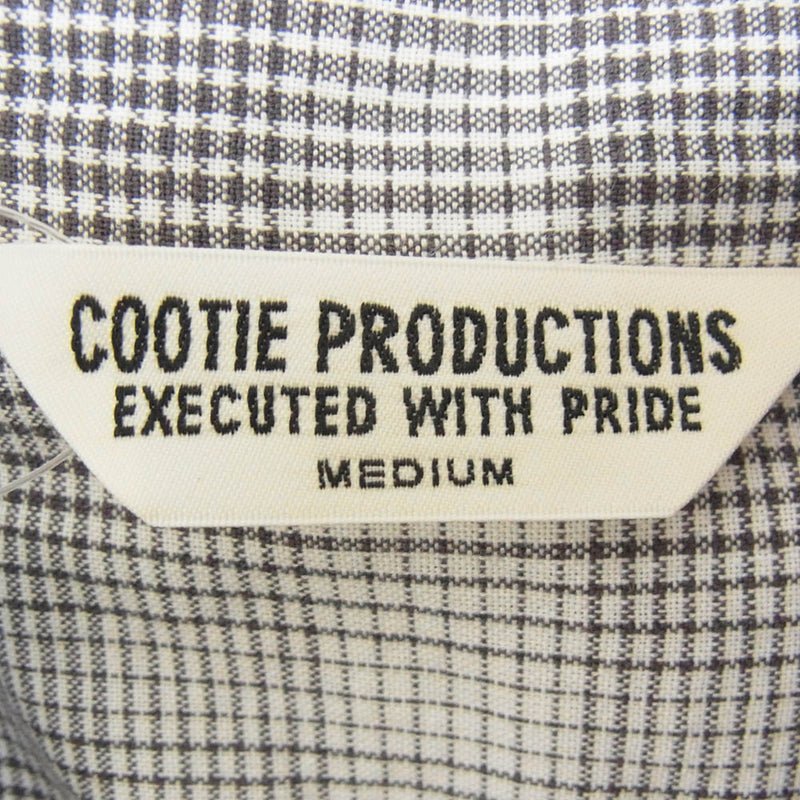 COOTIE PRODUCTIONS
EXECUTED WITH PRIDE
MEDIUM